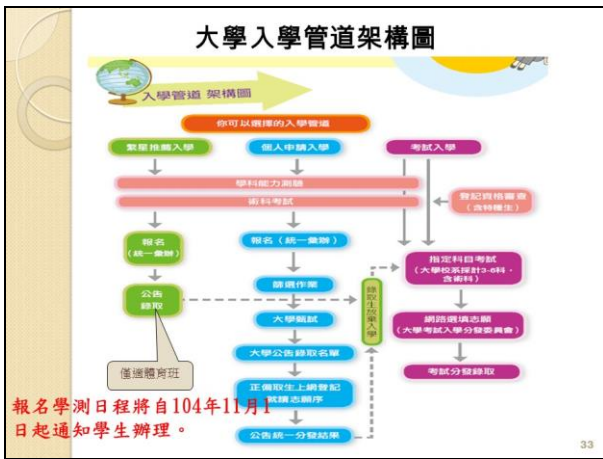 大學入學管道架構圖
入學管道 架構圖
你可以選擇的入學管道
繁星推薦入學
個人申請入學
考試入學
學科能力測驗
術科考試
登記資格審查
（含特種生）
報名
（統一彙辦）
報名（統一彙辦）
指定科目考試
（大學校系採計3-6科，
含術科）
公告
錄取
篩選作業
錄取生放棄入學
大學甄試
網路選填志願
（大學考試入學分發委員會）
僅適體育班
大學公告錄取名單
考試分發錄取
正備取生上網登記
就讀志願序
公告統一分發結果
報名學測日程將自104年11月1
日起通知學生辦理。
33